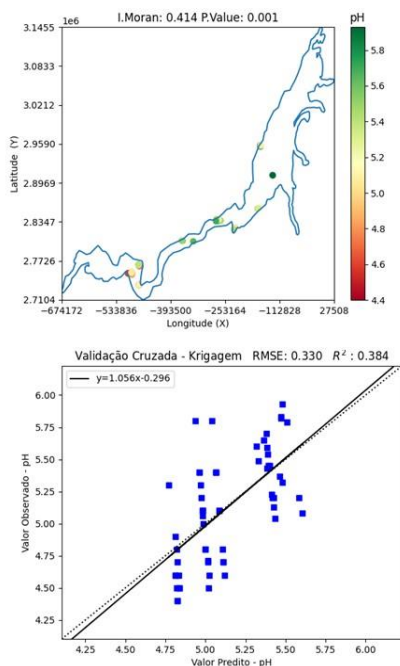 I.Moran: 0.414 P.Value: 0.001
pH
1e6
3.1455
3.0833
3.0212
2.9590
2.8969
2.8347
2.7726
2.7104
Latitude (Y)
-674172 -533836 -393500 -253164 -112828 27508
Longitude (X)
5.8
5.6
5.4
5.2
5.0
4.8
4.6
4.4
Validação Cruzada - Krigagem RMSE: 0.330 R² : 0.384
y=1.056x-0.296
6.00
5.75
5.50
5.25
5.00
4.75
4.50
4.25
Valor Observado - pH
4.25 4.50 4.75 5.00 5.25 5.50 5.75 6.00
Valor Predito - pH